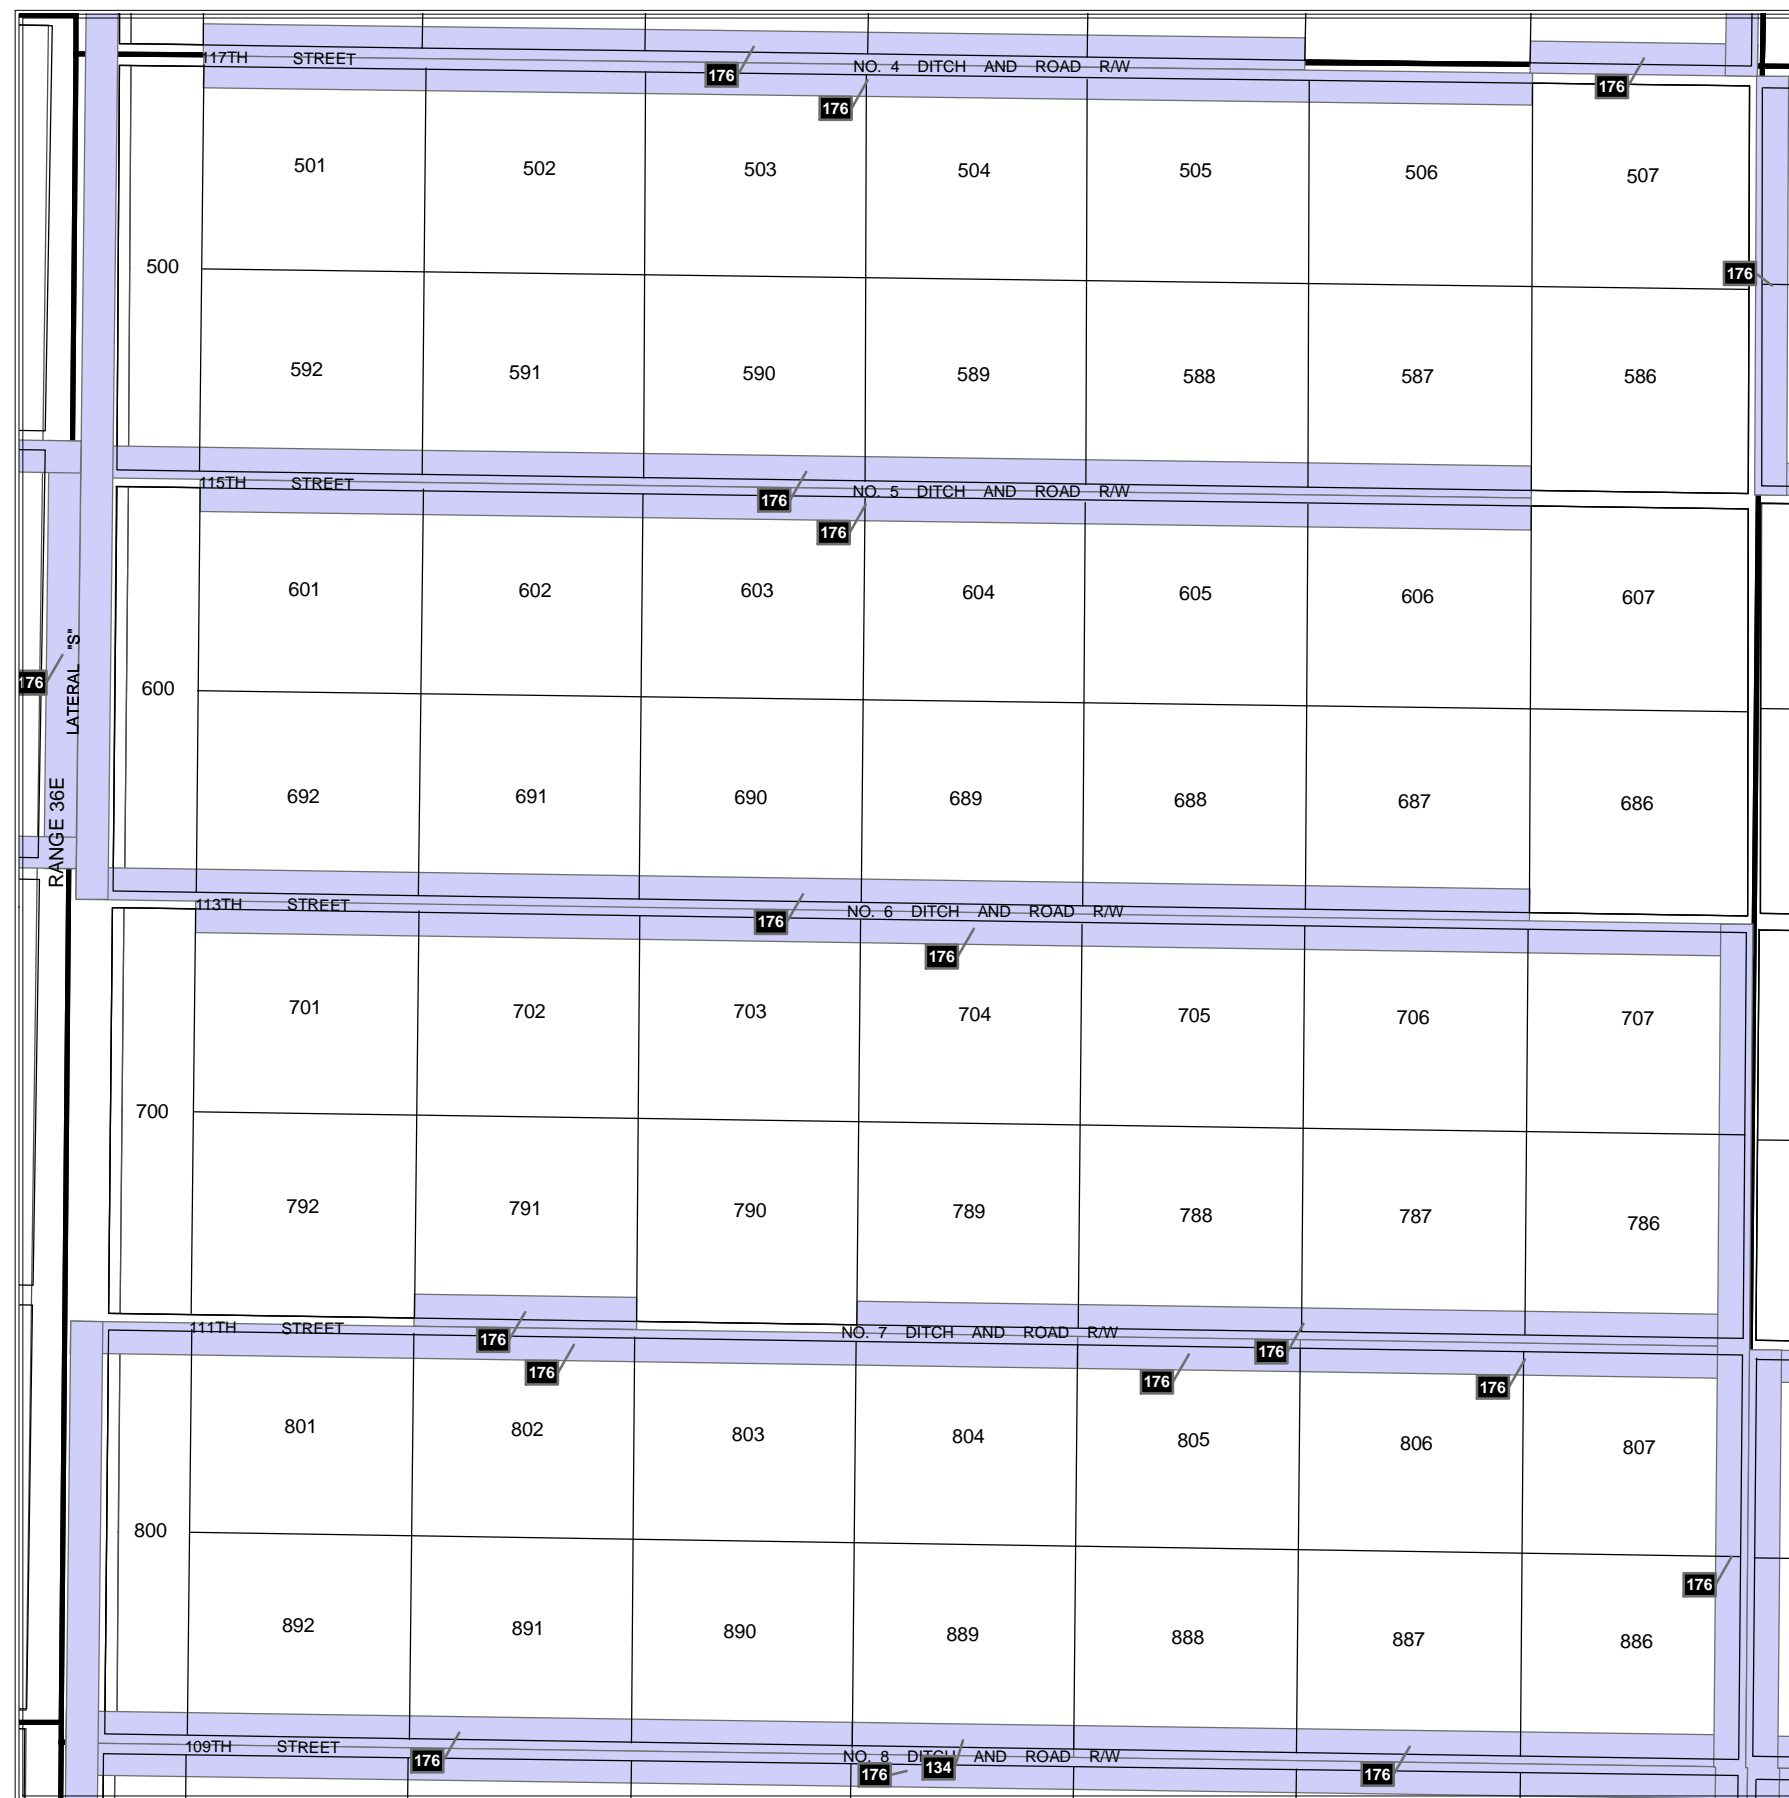 117TH STREET
NO. 4 DITCH AND ROAD R/W
176
176
176
501 502 503 504 505 506 507
500
176
592 591 590 589 588 587 586
115TH STREET
NO. 5 DITCH AND ROAD R/W
176
176
601 602 603 604 605 606 607
LATERAL "S"
176
600
RANGE 36E
692 691 690 689 688 687 686
113TH STREET
NO. 6 DITCH AND ROAD R/W
176
176
701 702 703 704 705 706 707
700
792 791 790 789 788 787 786
111TH STREET
NO. 7 DITCH AND ROAD R/W
176
176
176
176
176
801 802 803 804 805 806 807
800
176
892 891 890 889 888 887 886
109TH STREET
NO. 8 DITCH AND ROAD R/W
176
176
134
176